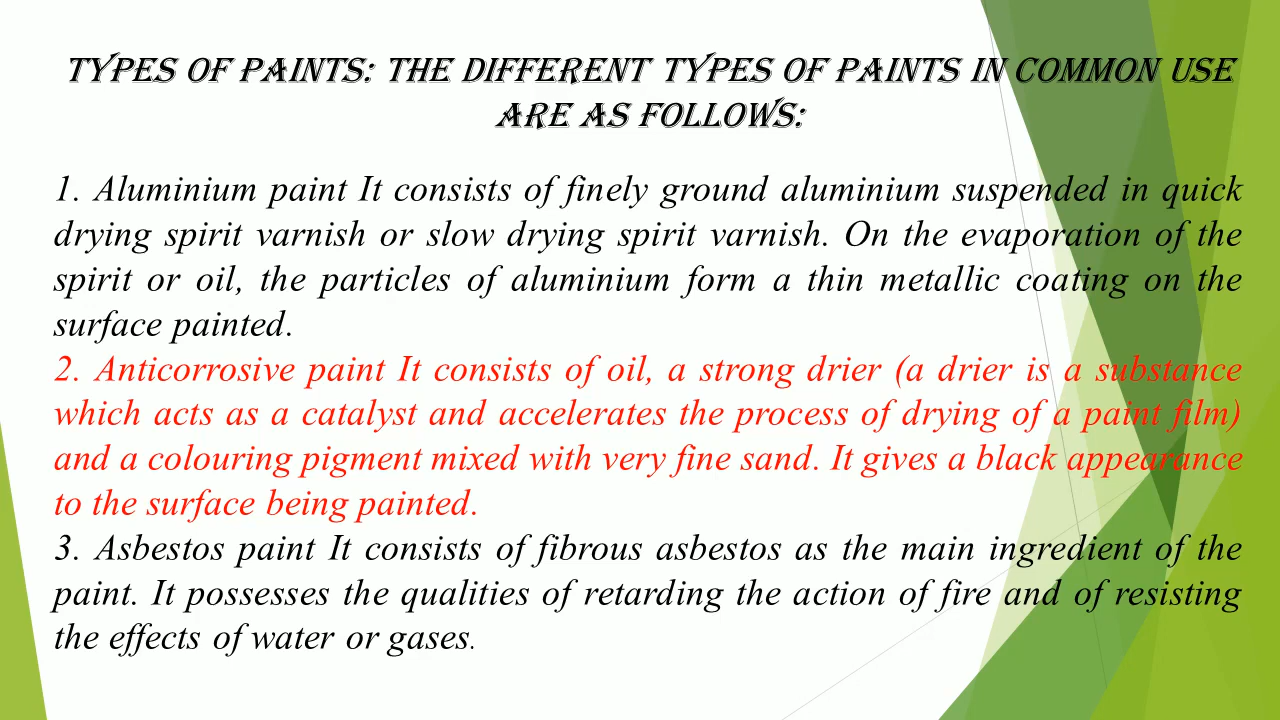 TYPES OF PAINTS: THE DIFFERENT TYPES OF PAINTS IN COMMON USE
ARE AS FOLLOWS:
1. Aluminium paint It consists of finely ground aluminium suspended in quick
drying spirit varnish or slow drying spirit varnish. On the evaporation of the
spirit or oil, the particles of aluminium form a thin metallic coating on the
surface painted.
2. Anticorrosive paint It consists of oil, a strong drier (a drier is a substance
which acts as a catalyst and accelerates the process of drying of a paint film)
and a colouring pigment mixed with very fine sand. It gives a black appearance
to the surface being painted.
3. Asbestos paint It consists of fibrous asbestos as the main ingredient of the
paint. It possesses the qualities of retarding the action of fire and of resisting
the effects of water or gases.